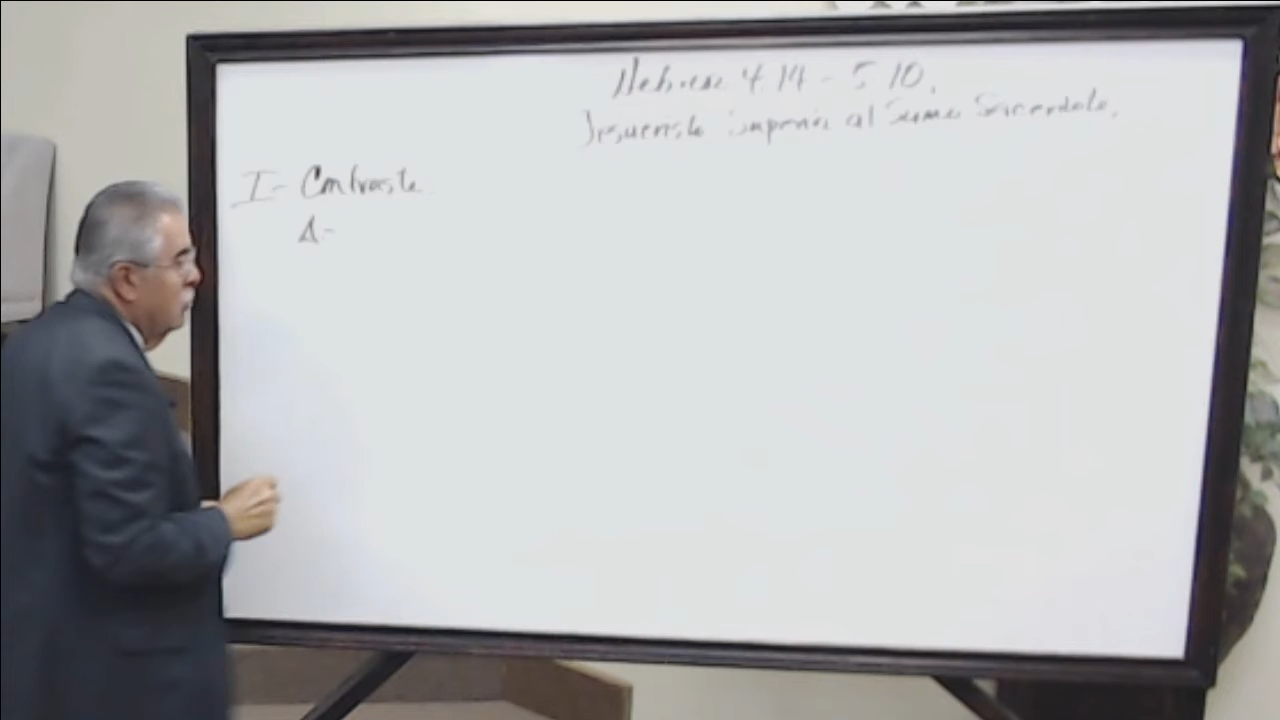 Hebreos 4:14 - 5:10.
Jesucristo superior al Sumo Sacerdote.
I- Contraste
A-